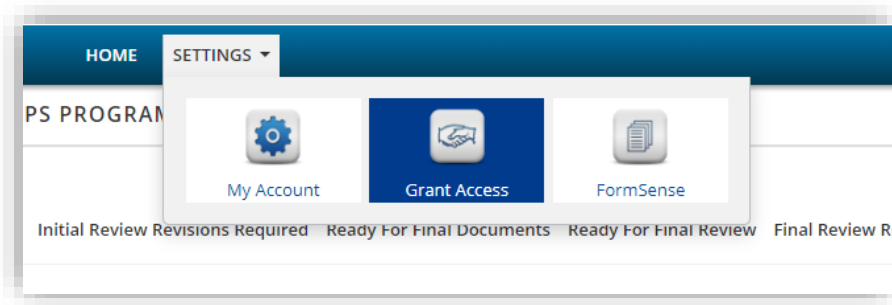 HOME SETTINGS
PS PROGRAM
My Account Grant Access FormSense
Initial Review Revisions Required Ready For Final Documents Ready For Final Review Final Review R